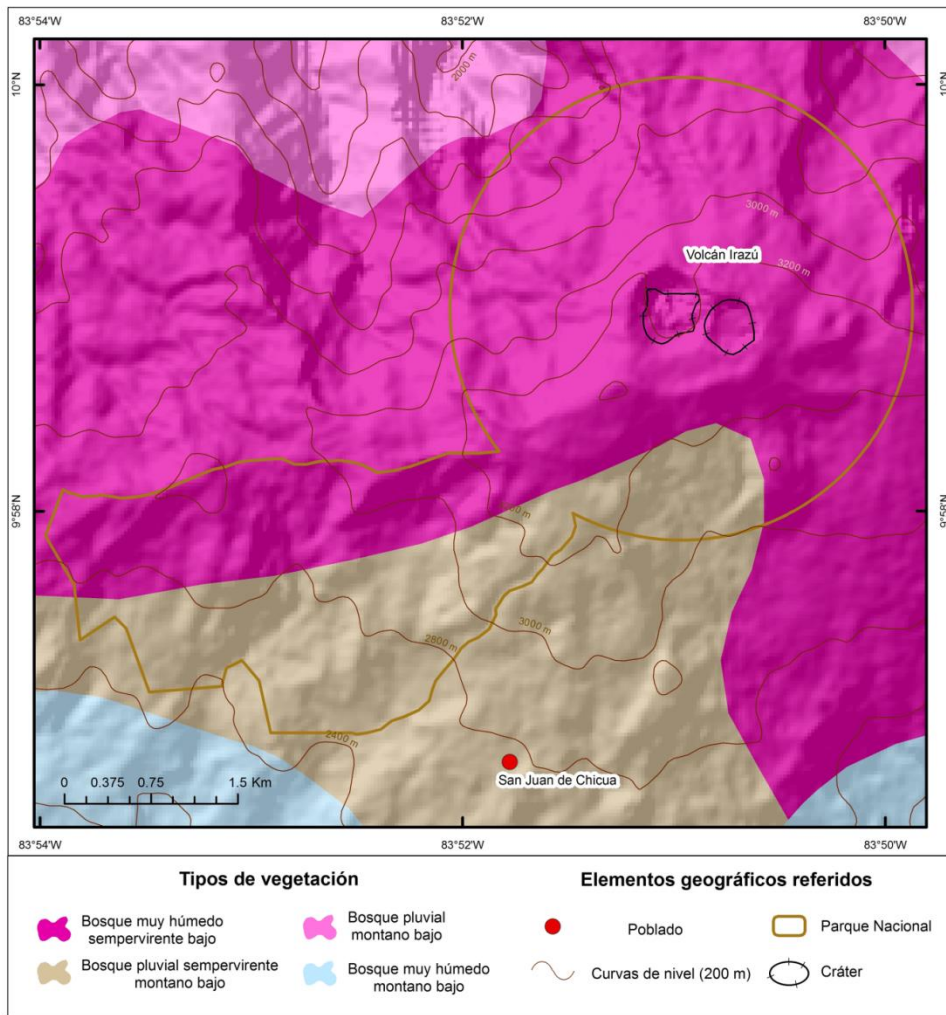 83°54'W
83°52'W
83°50'W
10°N
10°N
2000 m
3000 m
Volcán Irazú
3200 m
9°58'N
9°58'N
3000 m
2800 m
2400 m
0 0.375 0.75 1.5 Km
San Juan de Chicua
83°54'W
83°52'W
83°50'W
Tipos de vegetación
Bosque muy húmedo
sempervirente bajo
Bosque pluvial
montano bajo
Bosque pluvial sempervirente
montano bajo
Bosque muy húmedo
montano bajo
Elementos geográficos referidos
Poblado
Parque Nacional
Curvas de nivel (200 m)
Cráter